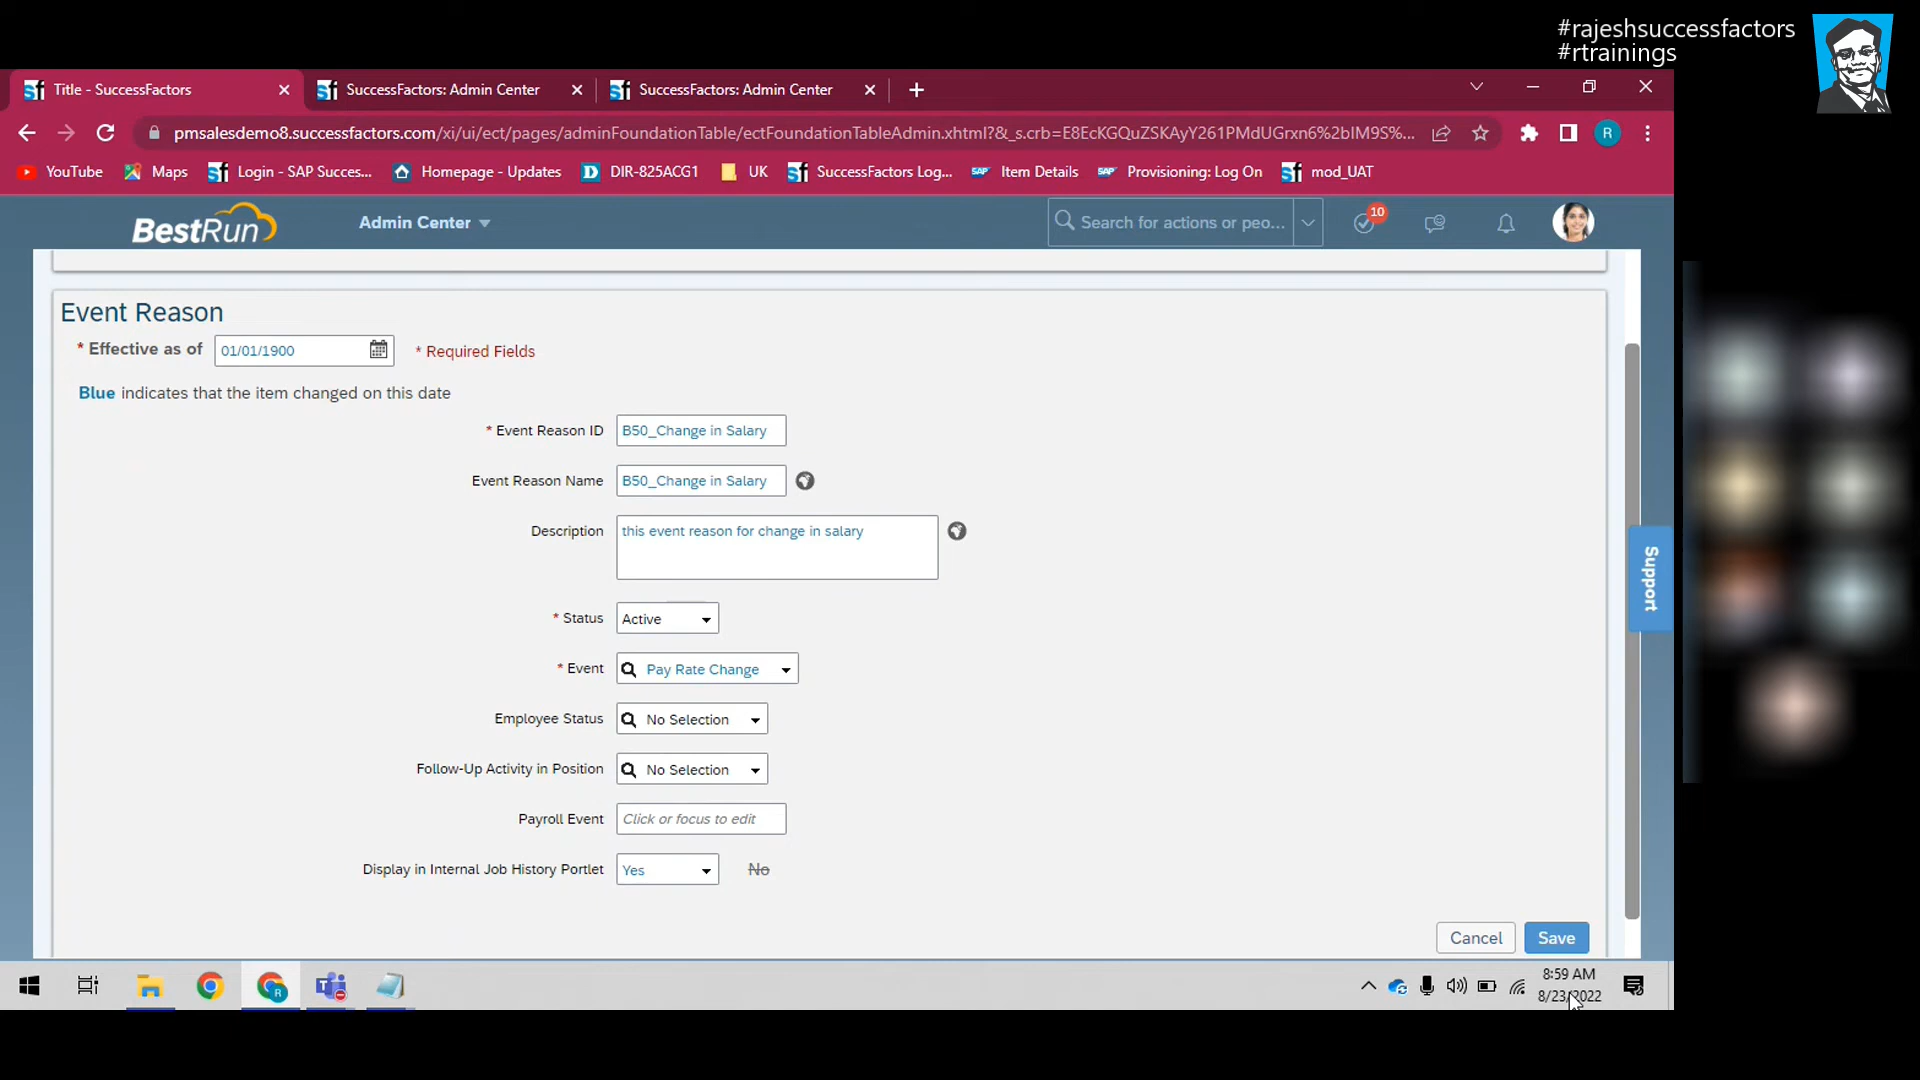 #rajeshsuccessfactors
#rtrainings
Title - SuccessFactors
SuccessFactors: Admin Center
SuccessFactors: Admin Center
pmsalesdemo8.successfactors.com/xi/ui/ect/pages/adminFoundationTable/ectFoundationTableAdmin.xhtml?&_s.crb=E8EcKGQuZSKAyY261PMdUGrxn6%2bIM9S%...
R
YouTube
Maps
Login - SAP Succes...
Homepage - Updates
DIR-825ACG1
UK
SuccessFactors Log...
Item Details
Provisioning: Log On
mod_UAT
BestRun
Admin Center
Search for actions or peo...
10
Event Reason
* Effective as of 01/01/1900 * Required Fields
Blue indicates that the item changed on this date
* Event Reason ID B50_Change in Salary
Event Reason Name B50_Change in Salary
Description this event reason for change in salary
* Status Active
* Event Pay Rate Change
Employee Status No Selection
Follow-Up Activity in Position No Selection
Payroll Event Click or focus to edit
Display in Internal Job History Portlet Yes No
Support
Cancel Save
8:59 AM
8/23/2022